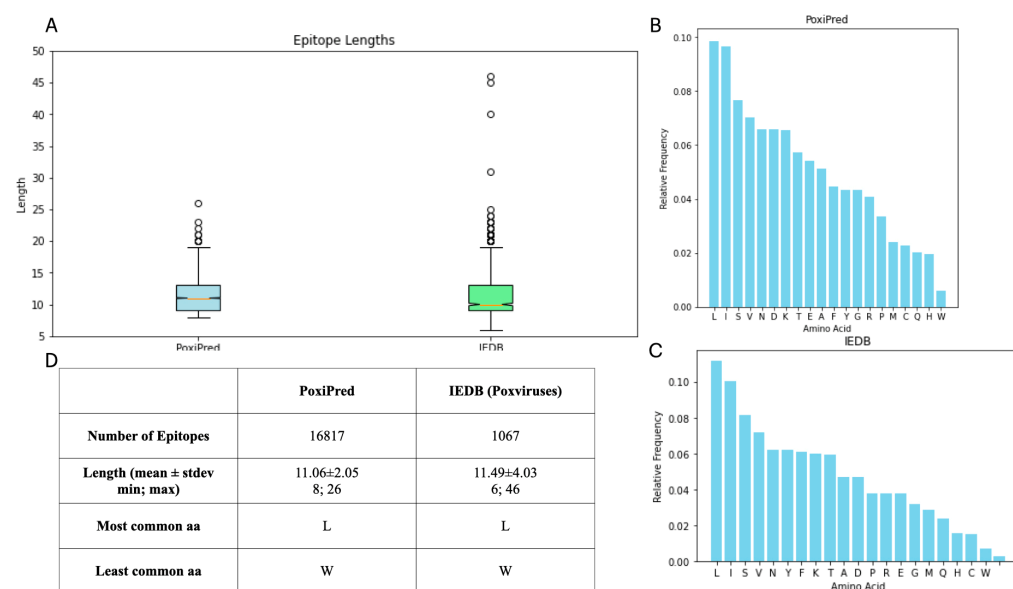 A
Epitope Lengths
Length
50
45
40
35
30
25
20
15
10
5
PoxiPred
IEDB
B
PoxiPred
Relative Frequency
0.10
0.08
0.06
0.04
0.02
0.00
L I S V N D K T E A F Y G R P M C Q H W
Amino Acid
C
IEDB
Relative Frequency
0.10
0.08
0.06
0.04
0.02
0.00
L I S V N Y F K T A D P R E G M Q H C W
Amino Acid
D
PoxiPred IEDB (Poxviruses)
Number of Epitopes 16817 1067
Length (mean ± stdev 11.06±2.05 11.49±4.03
min; max) 8; 26 6; 46
Most common aa L L
Least common aa W W